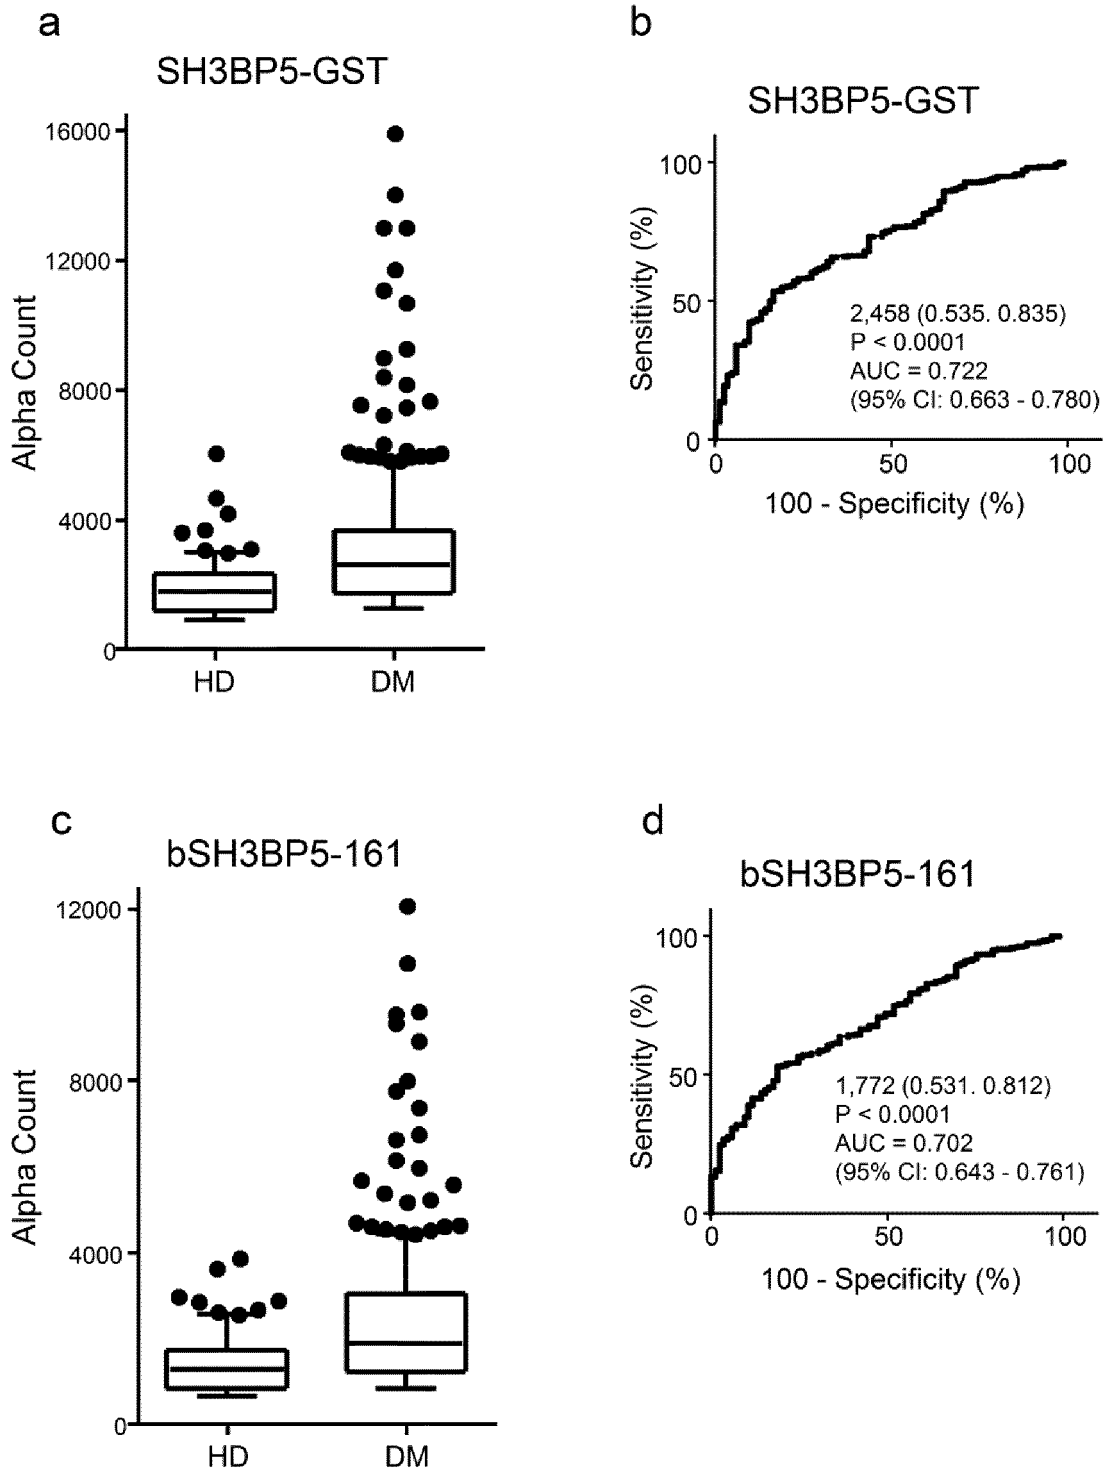 a
SH3BP5-GST
Alpha Count
16000
12000
8000
4000
0
HD
DM
b
SH3BP5-GST
Sensitivity (%)
100
50
0
2,458 (0.535. 0.835)
P < 0.0001
AUC = 0.722
(95% CI: 0.663 - 0.780)
0
50
100
100 - Specificity (%)
c
bSH3BP5-161
Alpha Count
12000
8000
4000
0
HD
DM
d
bSH3BP5-161
Sensitivity (%)
100
50
0
1,772 (0.531. 0.812)
P < 0.0001
AUC = 0.702
(95% CI: 0.643 - 0.761)
0
50
100
100 - Specificity (%)